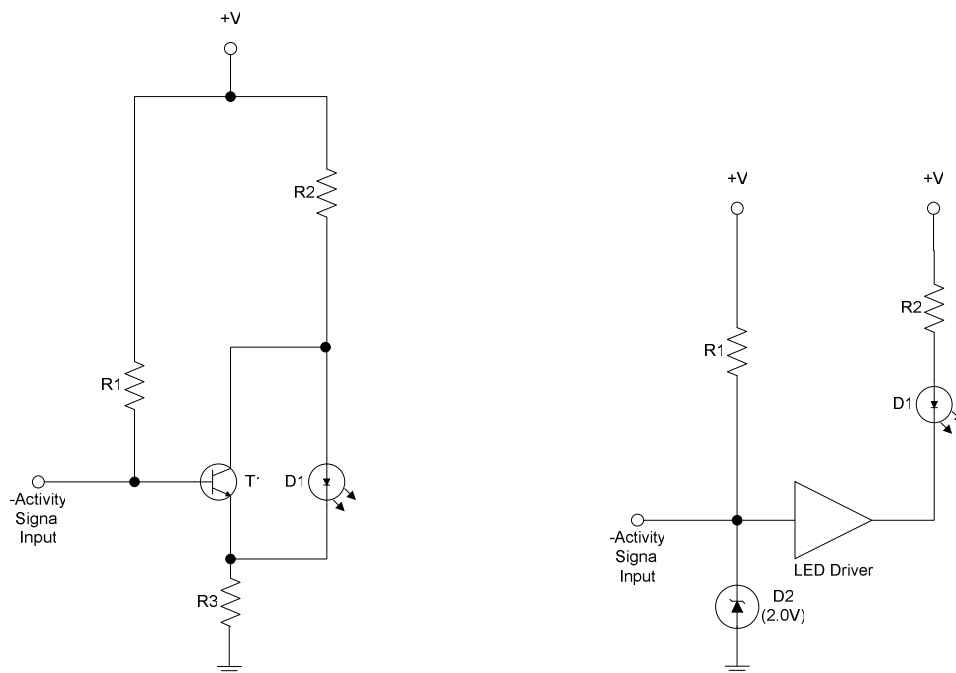 +V
R2
R1
-Activity
Signa
Input
T1
D1
R3
+V
+V
R2
R1
D1
-Activity
Signa
Input
LED Driver
D2
(2.0V)